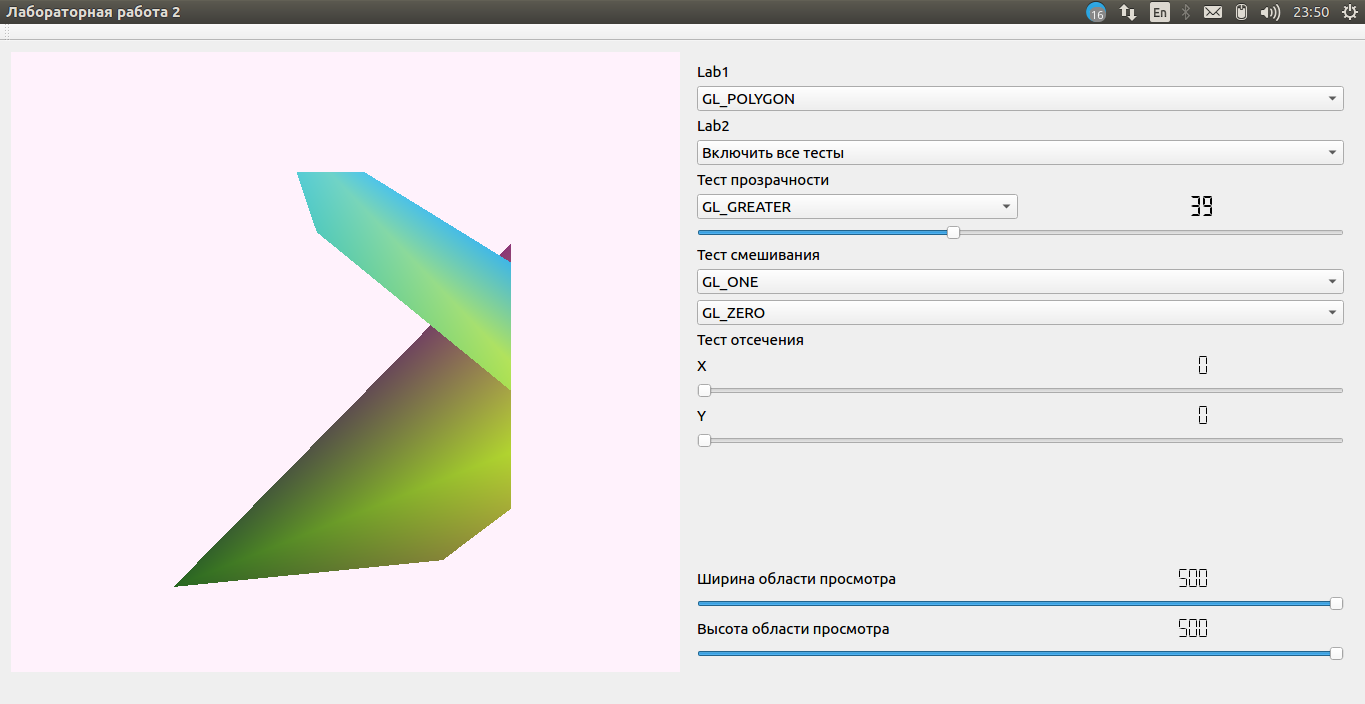 Лабораторная работа 2
16
En
23:50
Lab1
GL_POLYGON
Lab2
Включить все тесты
Тест прозрачности
GL_GREATER
39
Тест смешивания
GL_ONE
GL_ZERO
Тест отсечения
X
0
Y
0
Ширина области просмотра
500
Высота области просмотра
500